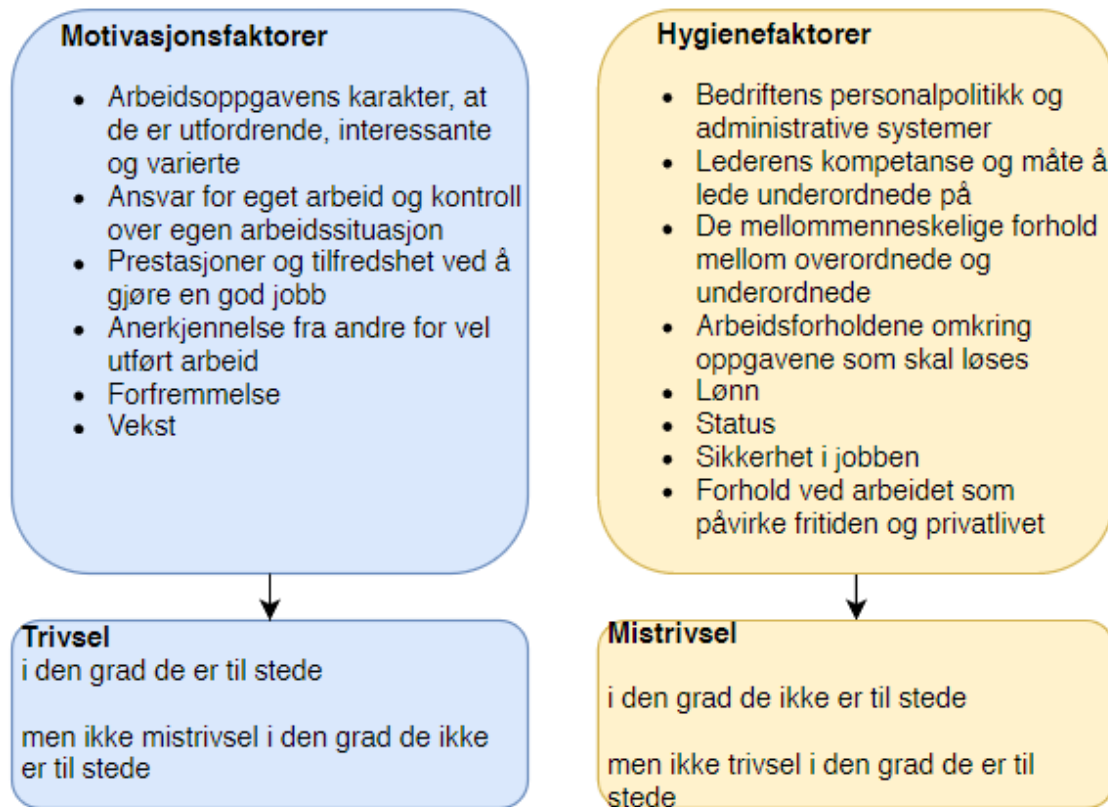 Motivasjonsfaktorer
• Arbeidsoppgavens karakter, at
de er utfordrende, interessante
og varierte
• Ansvar for eget arbeid og kontroll
over egen arbeidssituasjon
• Prestasjoner og tilfredshet ved å
gjøre en god jobb
• Anerkjennelse fra andre for vel
utført arbeid
• Forfremmelse
• Vekst
Trivsel
i den grad de er til stede
men ikke mistrivsel i den grad de ikke
er til stede
Hygienefaktorer
• Bedriftens personalpolitikk og
administrative systemer
• Lederens kompetanse og måte å
lede underordnede på
• De mellommenneskelige forhold
mellom overordnede og
underordnede
• Arbeidsforholdene omkring
oppgavene som skal løses
• Lønn
• Status
• Sikkerhet i jobben
• Forhold ved arbeidet som
påvirke fritiden og privatlivet
Mistrivsel
i den grad de ikke er til stede
men ikke trivsel i den grad de er til
stede